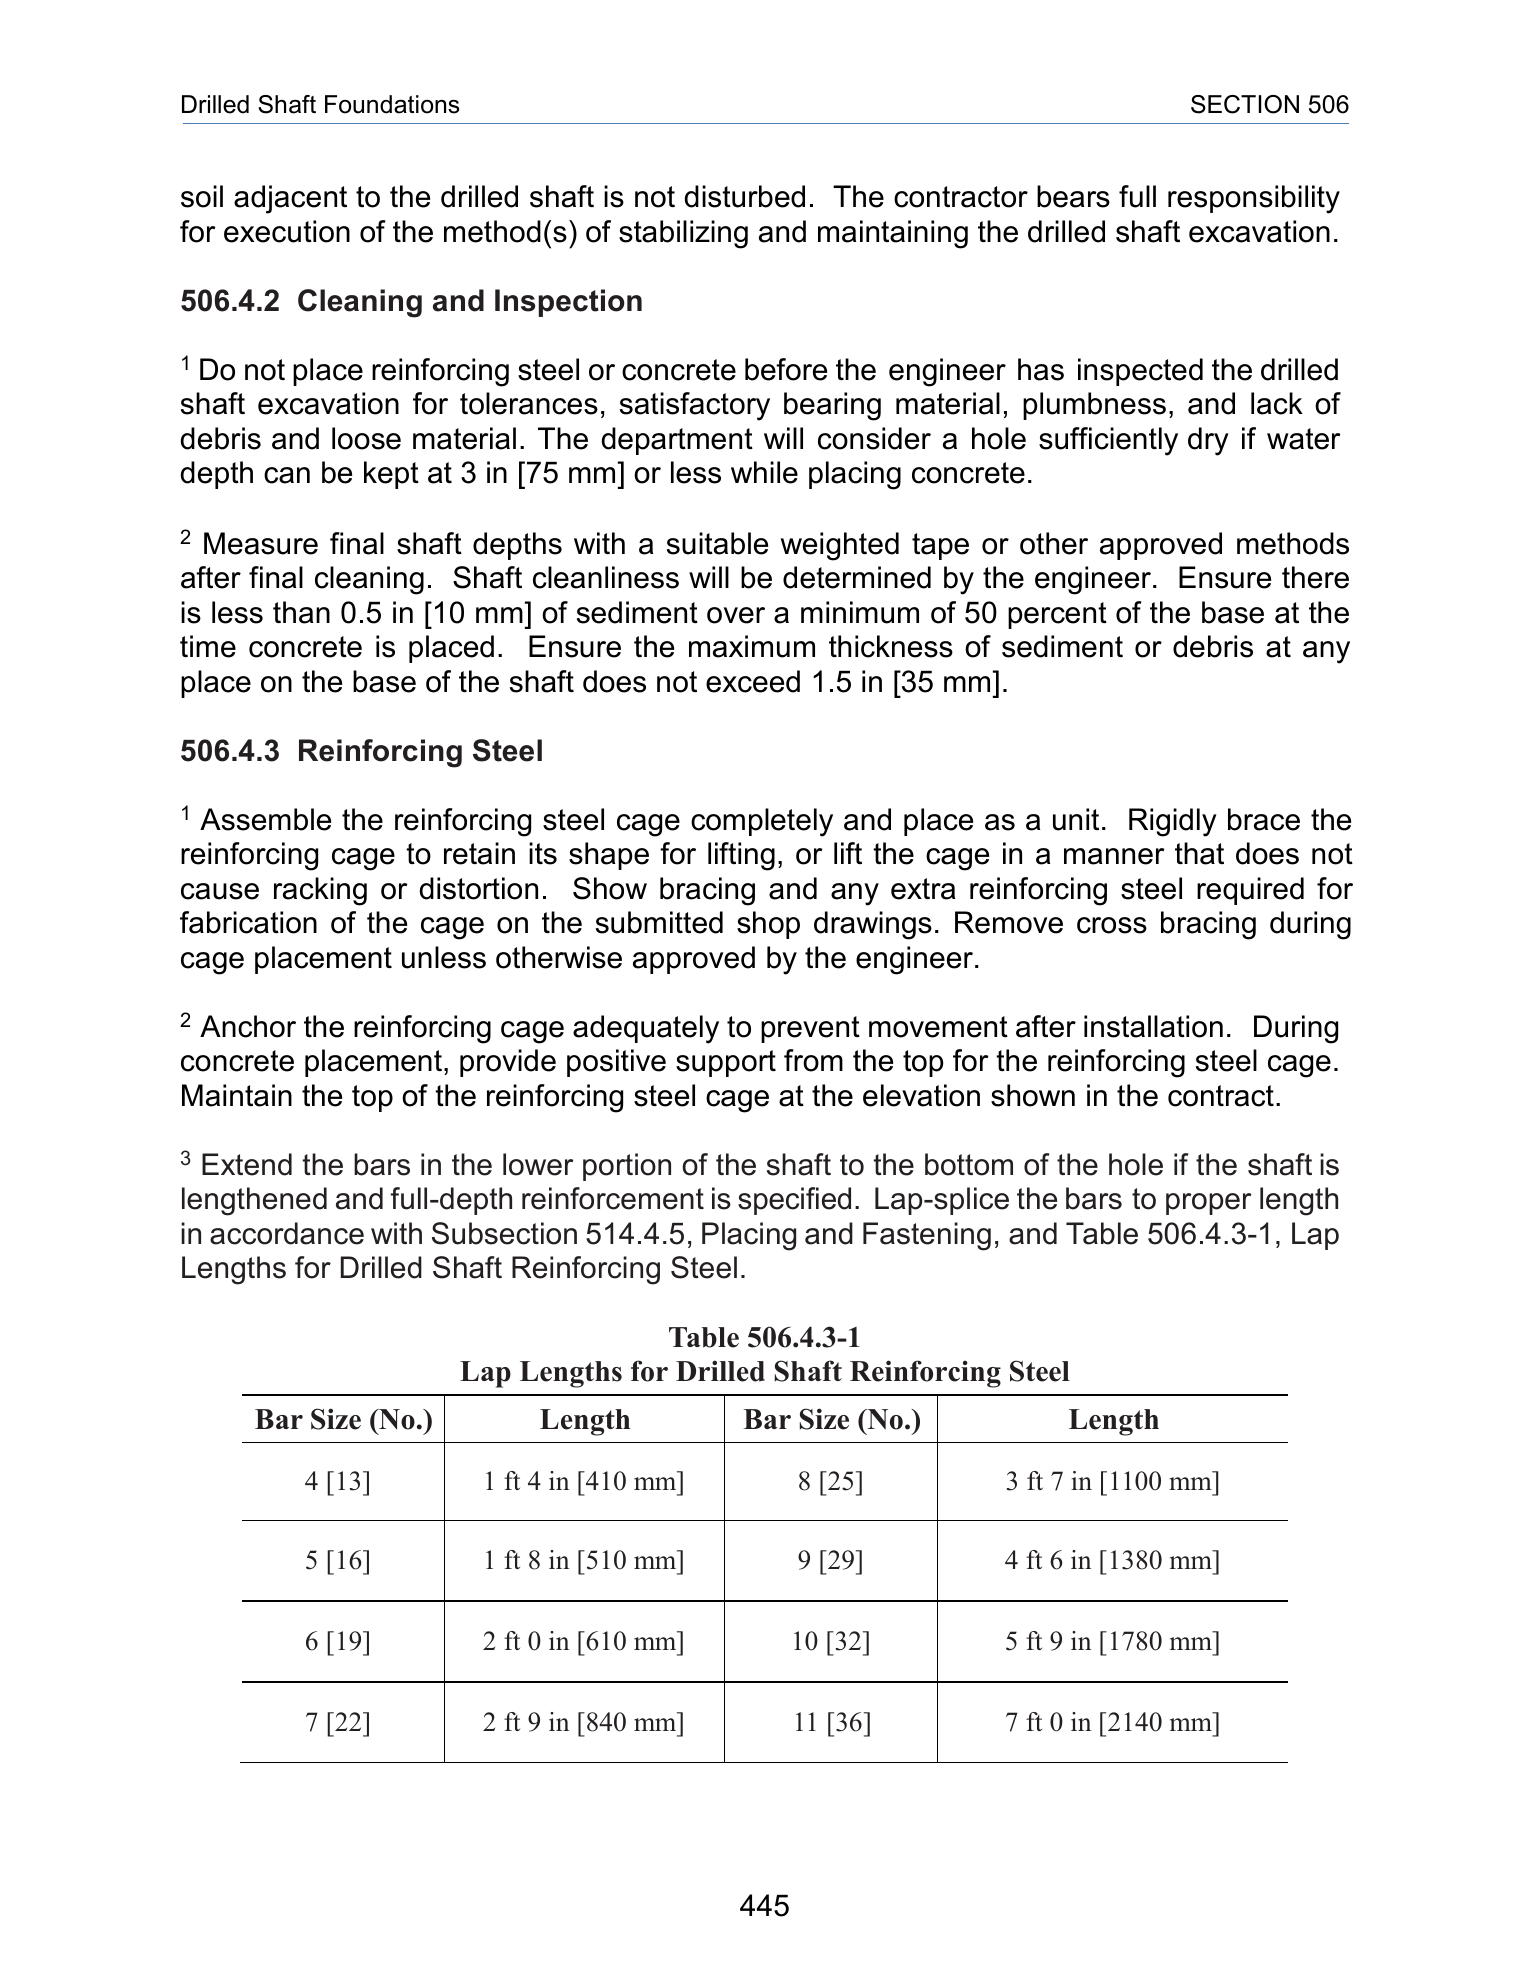 Drilled Shaft Foundations SECTION 506
soil adjacent to the drilled shaft is not disturbed. The contractor bears full responsibility
for execution of the method(s) of stabilizing and maintaining the drilled shaft excavation.
506.4.2 Cleaning and Inspection
1 Do not place reinforcing steel or concrete before the engineer has inspected the drilled
shaft excavation for tolerances, satisfactory bearing material, plumbness, and lack of
debris and loose material. The department will consider a hole sufficiently dry if water
depth can be kept at 3 in [75 mm] or less while placing concrete.
2 Measure final shaft depths with a suitable weighted tape or other approved methods
after final cleaning. Shaft cleanliness will be determined by the engineer. Ensure there
is less than 0.5 in [10 mm] of sediment over a minimum of 50 percent of the base at the
time concrete is placed. Ensure the maximum thickness of sediment or debris at any
place on the base of the shaft does not exceed 1.5 in [35 mm].
506.4.3 Reinforcing Steel
1 Assemble the reinforcing steel cage completely and place as a unit. Rigidly brace the
reinforcing cage to retain its shape for lifting, or lift the cage in a manner that does not
cause racking or distortion. Show bracing and any extra reinforcing steel required for
fabrication of the cage on the submitted shop drawings. Remove cross bracing during
cage placement unless otherwise approved by the engineer.
2 Anchor the reinforcing cage adequately to prevent movement after installation. During
concrete placement, provide positive support from the top for the reinforcing steel cage.
Maintain the top of the reinforcing steel cage at the elevation shown in the contract.
3 Extend the bars in the lower portion of the shaft to the bottom of the hole if the shaft is
lengthened and full-depth reinforcement is specified. Lap-splice the bars to proper length
in accordance with Subsection 514.4.5, Placing and Fastening, and Table 506.4.3-1, Lap
Lengths for Drilled Shaft Reinforcing Steel.
Table 506.4.3-1
Lap Lengths for Drilled Shaft Reinforcing Steel
Bar Size (No.) Length Bar Size (No.) Length
4 [13] 1 ft 4 in [410 mm] 8 [25] 3 ft 7 in [1100 mm]
5 [16] 1 ft 8 in [510 mm] 9 [29] 4 ft 6 in [1380 mm]
6 [19] 2 ft 0 in [610 mm] 10 [32] 5 ft 9 in [1780 mm]
7 [22] 2 ft 9 in [840 mm] 11 [36] 7 ft 0 in [2140 mm]
445